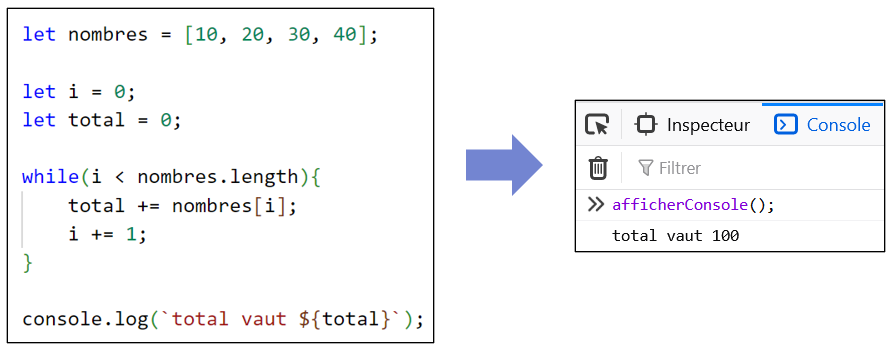 let nombres = [10, 20, 30, 40];
let i = 0;
let total = 0;
while(i < nombres.length){
    total += nombres[i];
    i += 1;
}
console.log(`total vaut ${total}`);
Inspecteur Console
Filtrer
>> afficherConsole();
total vaut 100